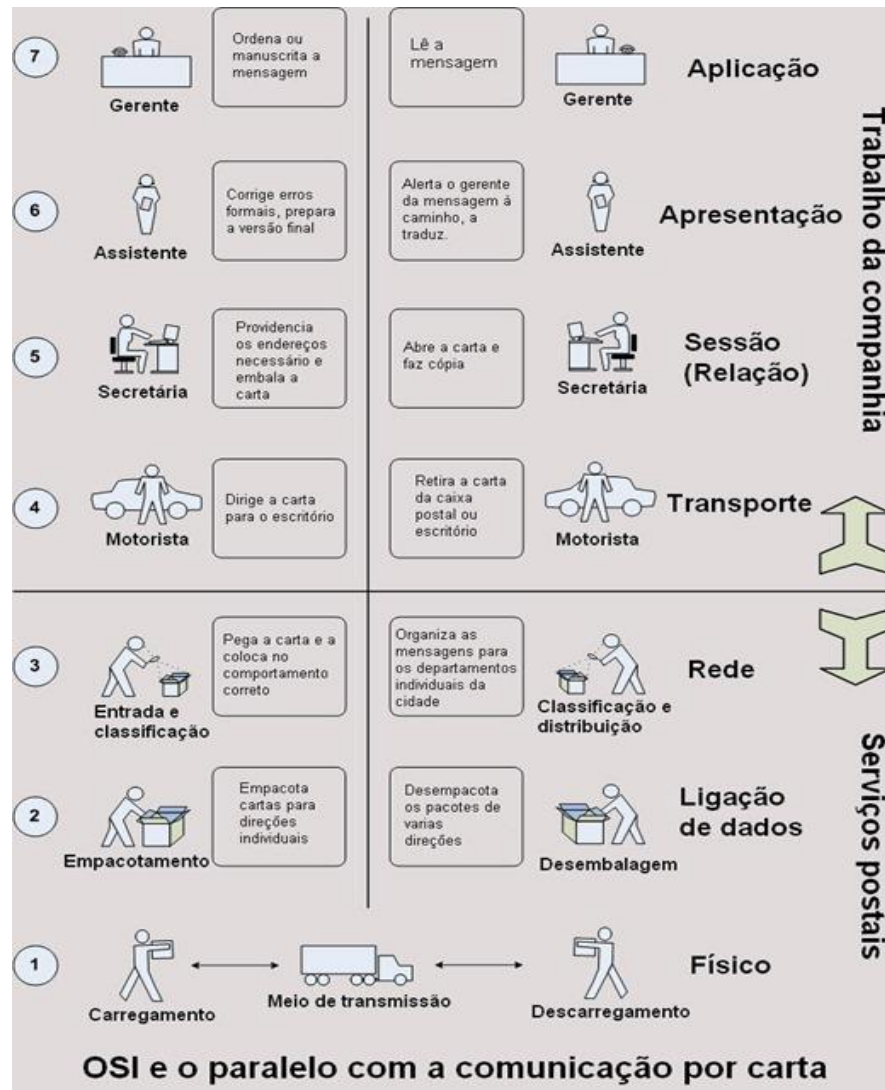 7
Gerente
Ordena ou
manuscrita a
mensagem
Lê a
mensagem
Gerente
Aplicação
6
Assistente
Corrige erros
formais, prepara
a versão final
Alerta o gerente
da mensagem à
caminho, a
traduz.
Assistente
Apresentação
5
Secretária
Providencia
os endereços
necessário e
embala a
carta
Abre a carta e
faz cópia
Secretária
Sessão
(Relação)
4
Motorista
Dirige a carta
para o escritório
Retira a carta
da caixa
postal ou
escritório
Motorista
Transporte
Trabalho da companhia
3
Entrada e
classificação
Pega a carta e a
coloca no
comportamento
correto
Organiza as
mensagens para
os departamentos
individuais da
cidade
Classificação e
distribuição
Rede
2
Empacotamento
Empacota
cartas para
direções
individuais
Desempacota
os pacotes de
varias
direções
Desembalagem
Ligação
de dados
1
Carregamento
Meio de transmissão
Descarregamento
Físico
Serviços postais
OSI e o paralelo com a comunicação por carta